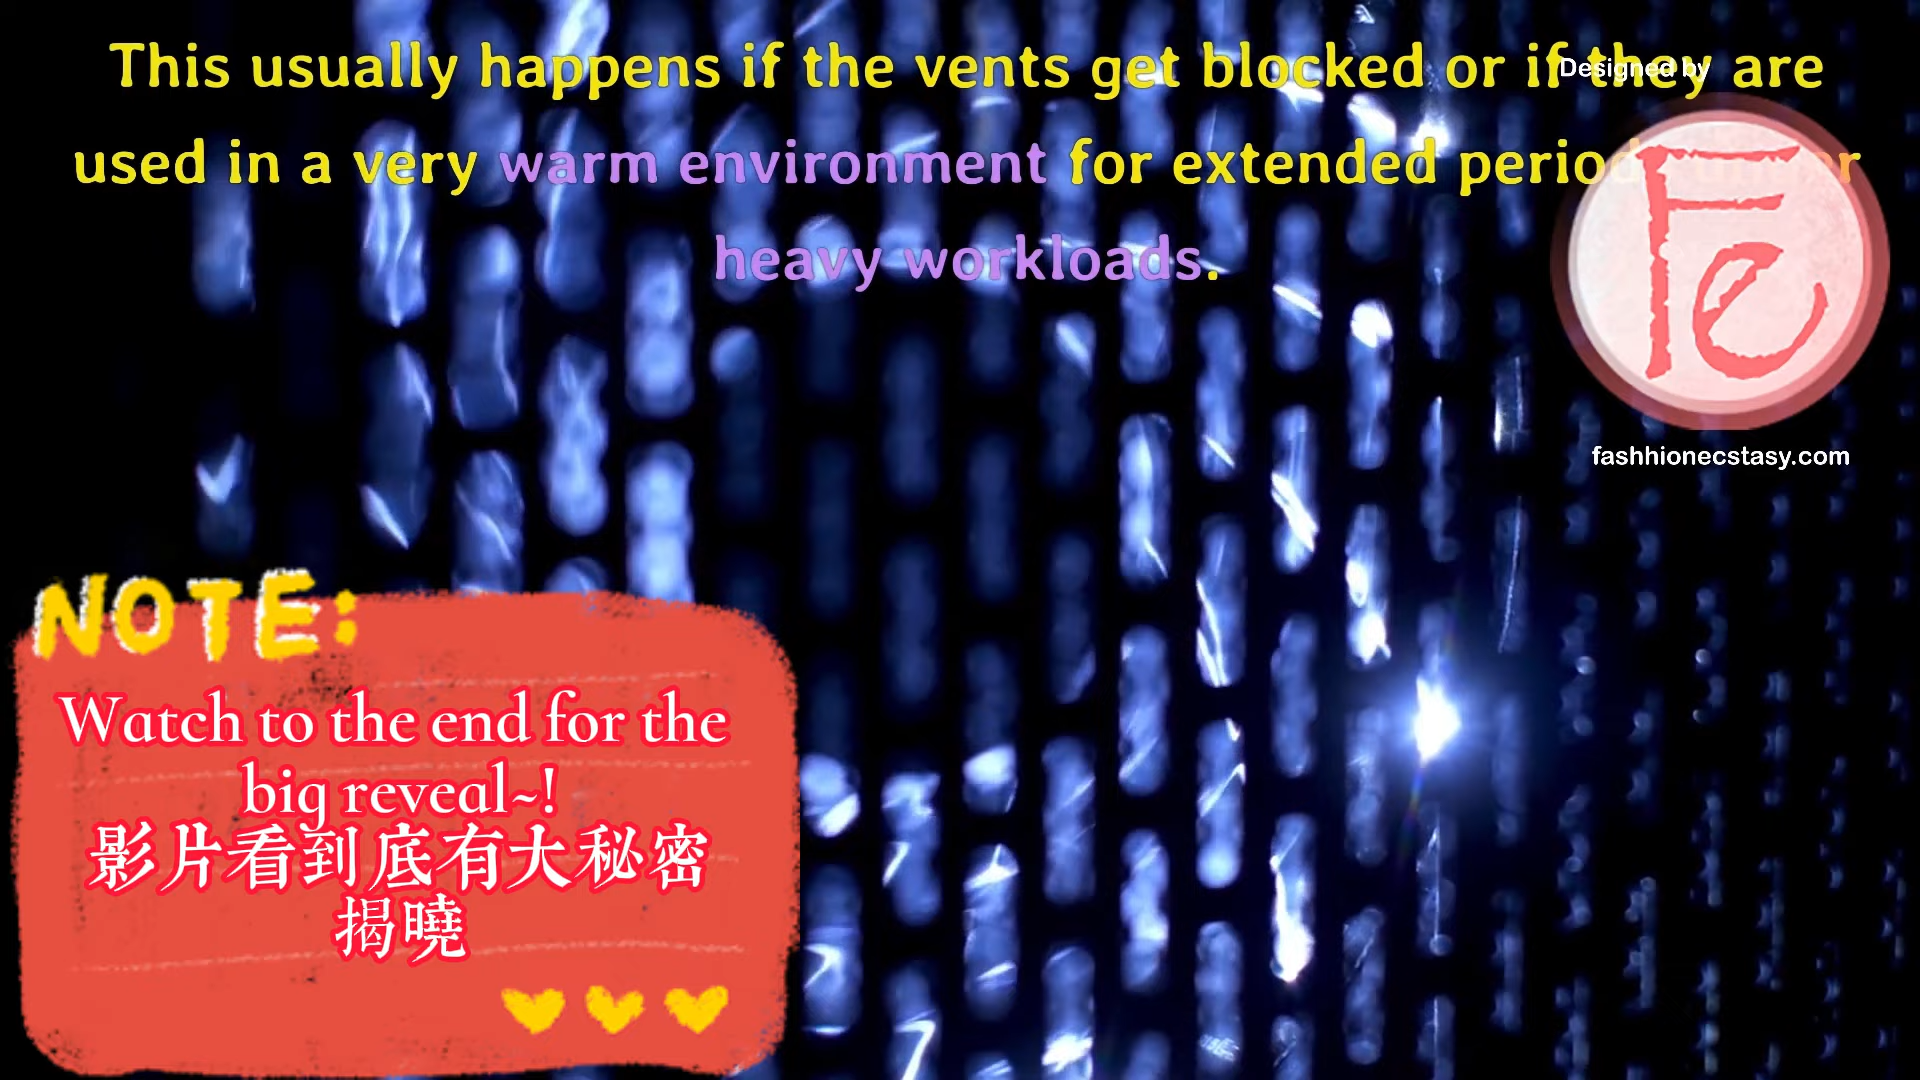 This usually happens if the vents get blocked or if they are
used in a very warm environment for extended period
heavy workloads.
Designed by
Fe
fashhionecstasy.com
NOTE:
Watch to the end for the
big reveal~!
影片看到底有大秘密
揭曉